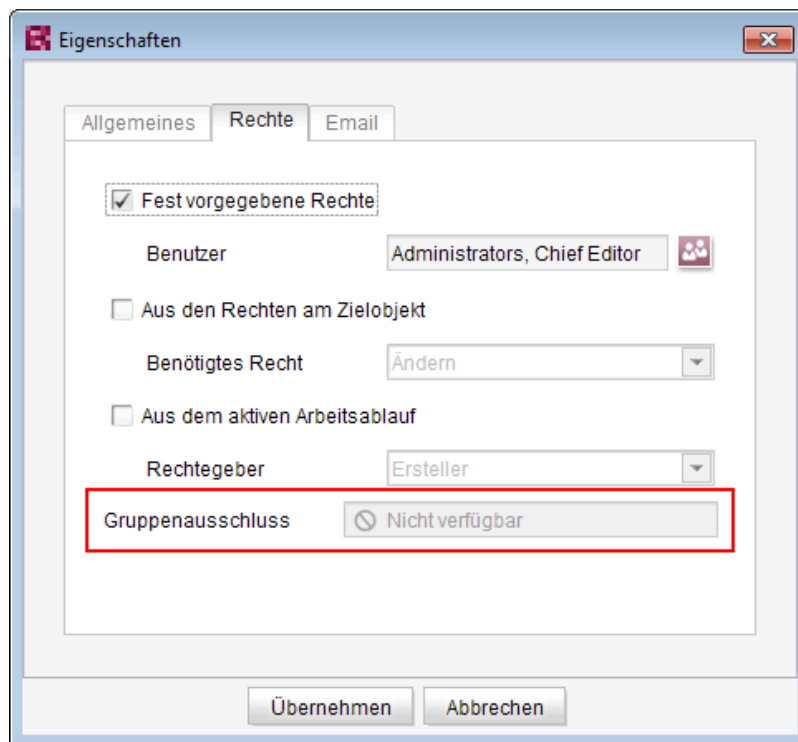 Eigenschaften
Allgemeines Rechte Email
Fest vorgegebene Rechte
Benutzer Administrators, Chief Editor
Aus den Rechten am Zielobjekt
Benötigtes Recht Ändern
Aus dem aktiven Arbeitsablauf
Rechtegeber Ersteller
Gruppenausschluss Nicht verfügbar
Übernehmen Abbrechen